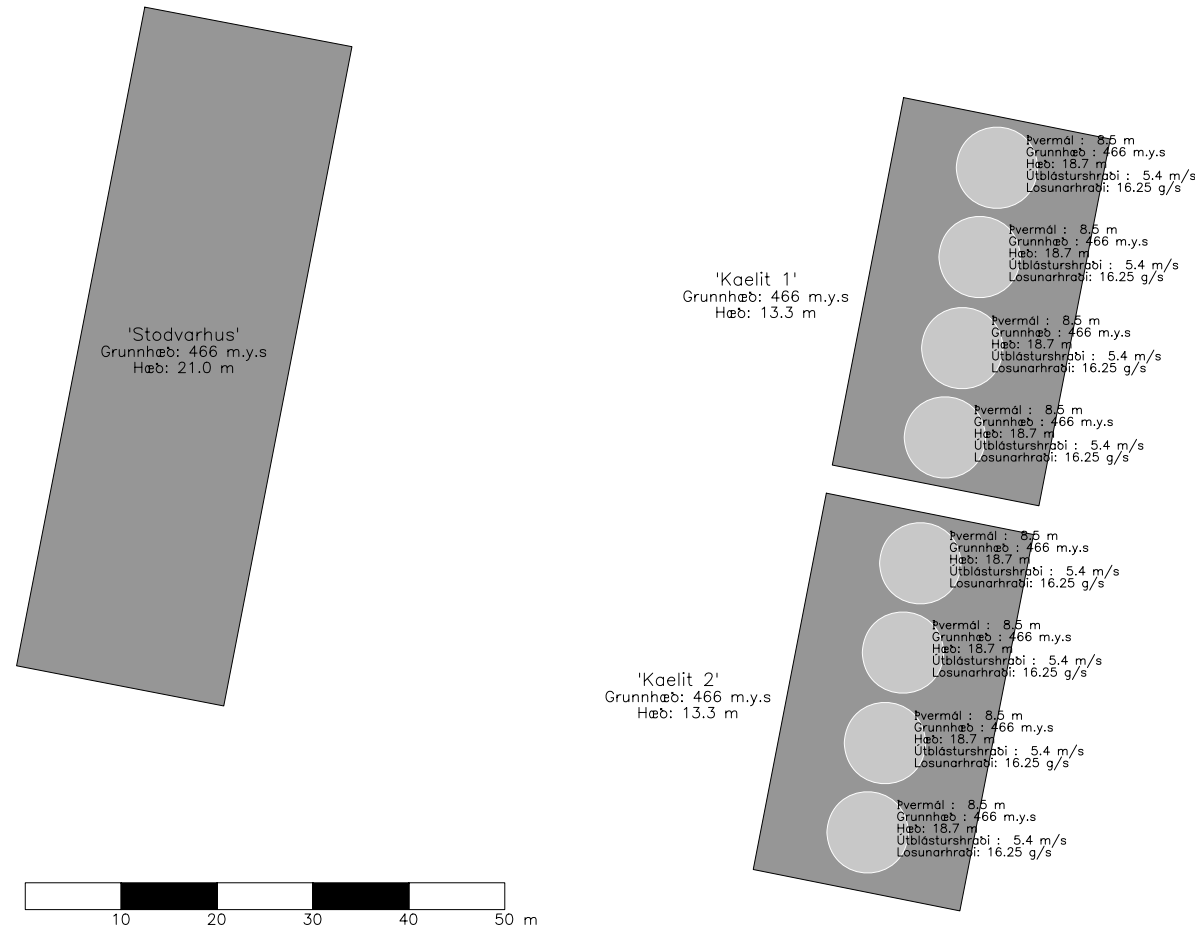 'Stodvarhus'
Grunnhæð: 466 m.y.s
Hæð: 21.0 m
'Kaelit 1'
Grunnhæð: 466 m.y.s
Hæð: 13.3 m
Þvermál :  8.5 m
Grunnhæð : 466 m.y.s
Hæð: 18.7 m
Útblásturshraði :  5.4 m/s
Losunarhraði: 16.25 g/s
Þvermál :  8.5 m
Grunnhæð : 466 m.y.s
Hæð: 18.7 m
Útblásturshraði :  5.4 m/s
Losunarhraði: 16.25 g/s
Þvermál :  8.5 m
Grunnhæð : 466 m.y.s
Hæð: 18.7 m
Útblásturshraði :  5.4 m/s
Losunarhraði: 16.25 g/s
Þvermál :  8.5 m
Grunnhæð : 466 m.y.s
Hæð: 18.7 m
Útblásturshraði :  5.4 m/s
Losunarhraði: 16.25 g/s
'Kaelit 2'
Grunnhæð: 466 m.y.s
Hæð: 13.3 m
Þvermál :  8.5 m
Grunnhæð : 466 m.y.s
Hæð: 18.7 m
Útblásturshraði :  5.4 m/s
Losunarhraði: 16.25 g/s
Þvermál :  8.5 m
Grunnhæð : 466 m.y.s
Hæð: 18.7 m
Útblásturshraði :  5.4 m/s
Losunarhraði: 16.25 g/s
Þvermál :  8.5 m
Grunnhæð : 466 m.y.s
Hæð: 18.7 m
Útblásturshraði :  5.4 m/s
Losunarhraði: 16.25 g/s
Þvermál :  8.5 m
Grunnhæð : 466 m.y.s
Hæð: 18.7 m
Útblásturshraði :  5.4 m/s
Losunarhraði: 16.25 g/s
10 20 30 40 50 m